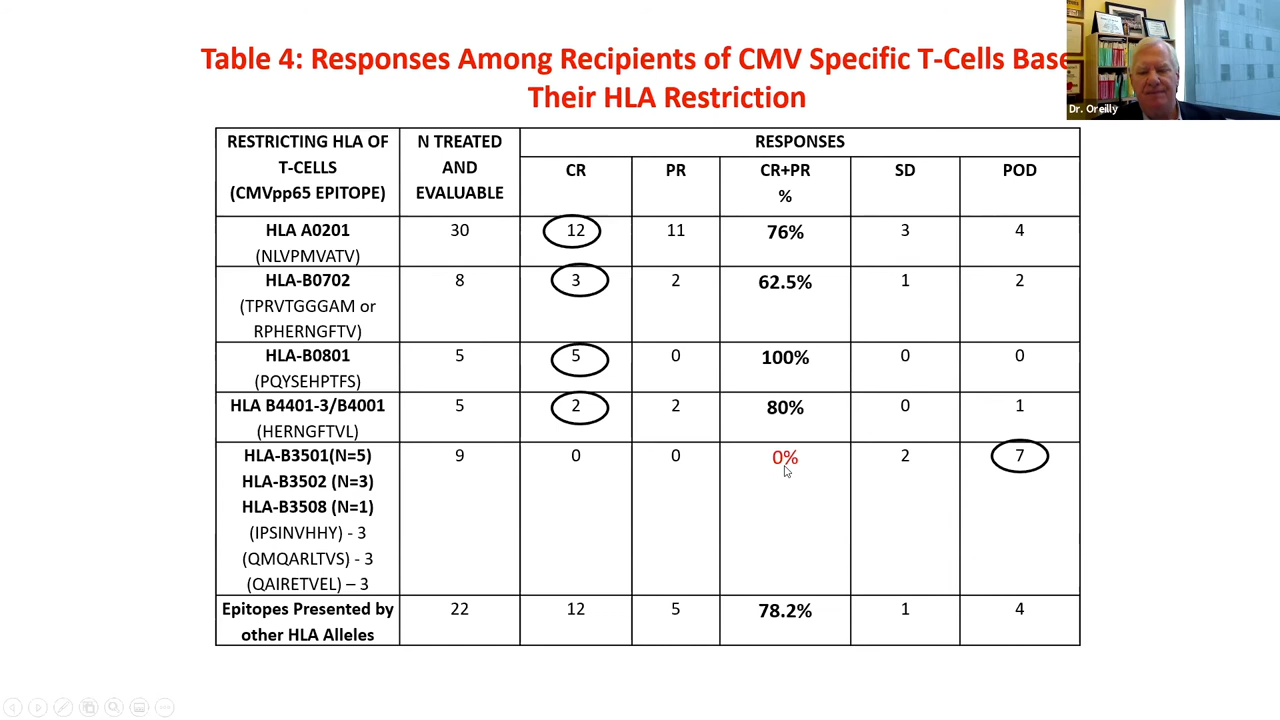 Table 4: Responses Among Recipients of CMV Specific T-Cells Base
Their HLA Restriction
Dr. Oreilly
RESTRICTING HLA OF
T-CELLS
(CMVpp65 EPITOPE)
N TREATED
AND
EVALUABLE
RESPONSES
CR
PR
CR+PR
%
SD
POD
HLA A0201
(NLVPMVATV)
30
12
11
76%
3
4
HLA-B0702
(TPRVTGGGAM or
RPHERNGFTV)
8
3
2
62.5%
1
2
HLA-B0801
(PQYSEHPTFS)
5
5
0
100%
0
0
HLA B4401-3/B4001
(HERNGFTVL)
5
2
2
80%
0
1
HLA-B3501(N=5)
HLA-B3502 (N=3)
HLA-B3508 (N=1)
(IPSINVHHY) - 3
(QMQARLTVS) - 3
(QAIRETVEL) – 3
9
0
0
0%
2
7
Epitopes Presented by
other HLA Alleles
22
12
5
78.2%
1
4